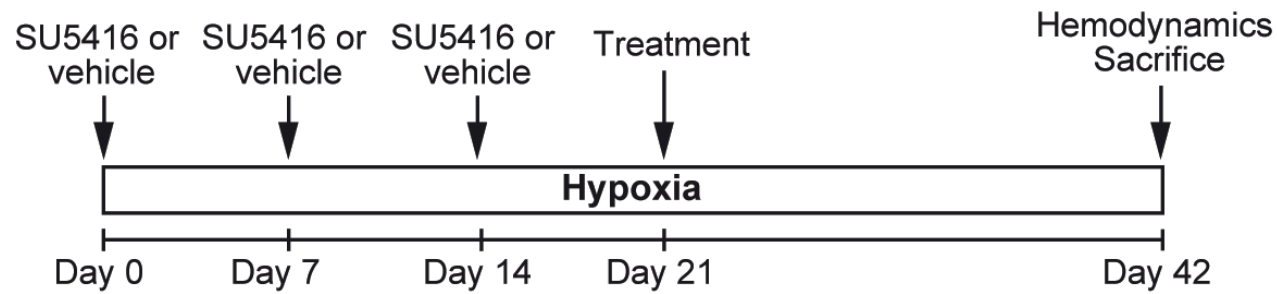 SU5416 or
vehicle
SU5416 or
vehicle
SU5416 or
vehicle
Treatment
Hemodynamics
Sacrifice
Hypoxia
Day 0
Day 7
Day 14
Day 21
Day 42